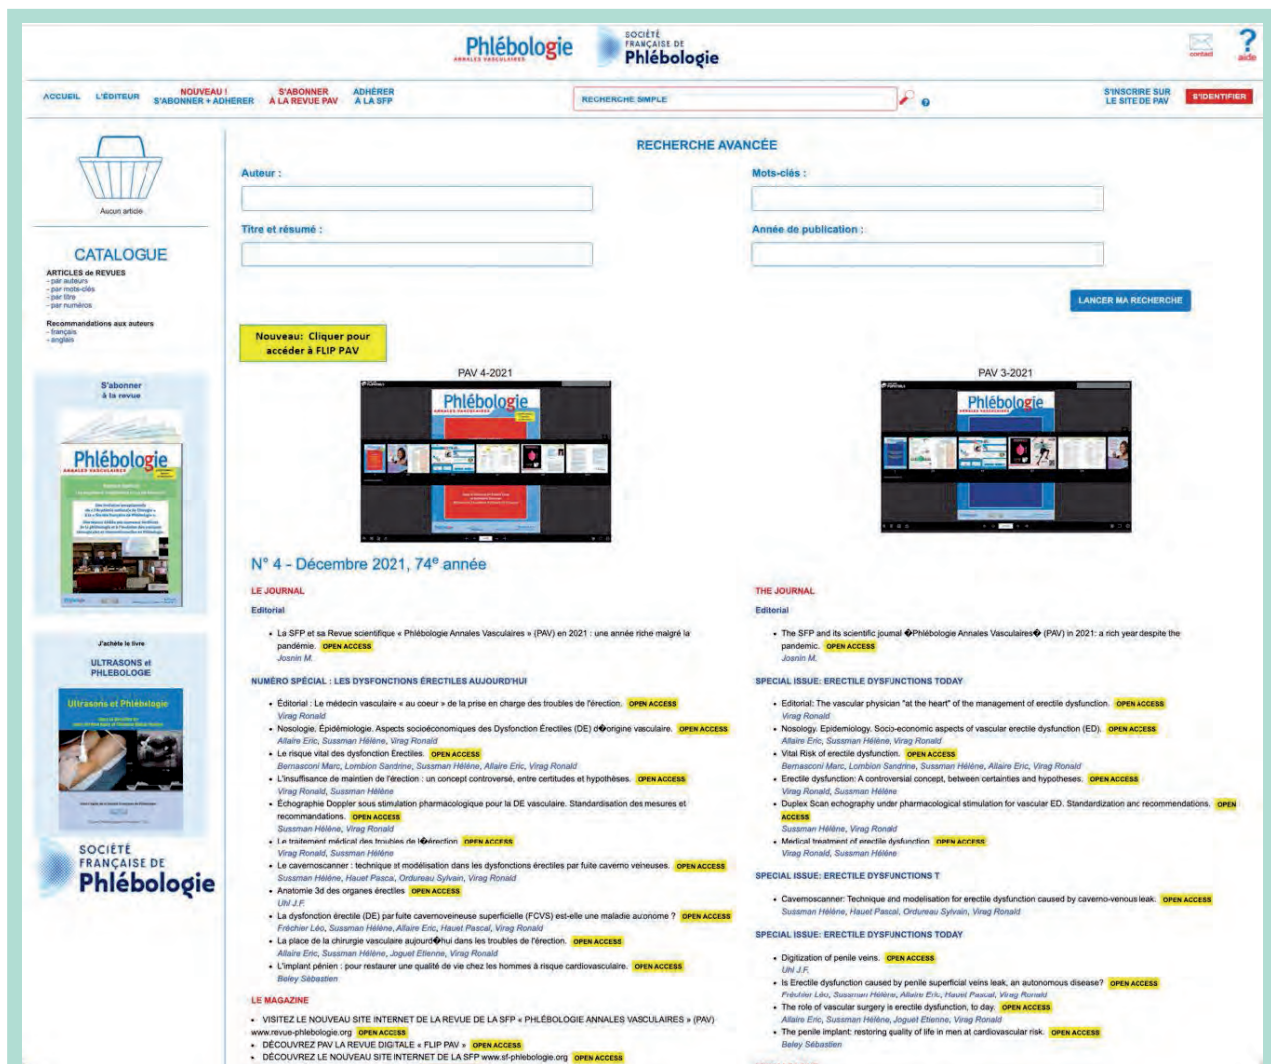 Phlébologie
ANNALES VASCULAIRES
SOCIÉTÉ
FRANÇAISE DE
Phlébologie
contact
?
aide
ACCUEIL
L'ÉDITEUR
NOUVEAU !
S'ABONNER + ADHÉRER
S'ABONNER
A LA REVUE PAV
ADHÉRER
À LA SFP
RECHERCHE SIMPLE
S'INSCRIRE SUR
LE SITE DE PAV
S'IDENTIFIER
Aucun article
CATALOGUE
ARTICLES de REVUES
- par auteurs
- par mots-clés
- par titre
- par numéros
Recommandations aux auteurs
- français
- anglais
S'abonner
à la revue
Phlébologie
ANNALES VASCULAIRES
J'achète le livre
ULTRASONS et
PHLEBOLOGIE
Ultrasons et Phlébologie
SOCIÉTÉ
FRANÇAISE DE
Phlébologie
RECHERCHE AVANCÉE
Auteur :
Mots-clés :
Titre et résumé :
Année de publication :
LANCER MA RECHERCHE
Nouveau: Cliquer pour
accéder à FLIP PAV
PAV 4-2021
Phlébologie
PAV 3-2021
Phlébologie
N° 4 - Décembre 2021, 74e année
LE JOURNAL
Editorial
• La SFP et sa Revue scientifique « Phlébologie Annales Vasculaires » (PAV) en 2021 : une année riche malgré la
pandémie. OPEN ACCESS
Josnin M.
NUMÉRO SPÉCIAL : LES DYSFONCTIONS ÉRECTILES AUJOURD'HUI
• Éditorial : Le médecin vasculaire « au coeur » de la prise en charge des troubles de l'érection. OPEN ACCESS
Virag Ronald
• Nosologie. Épidémiologie. Aspects socioéconomiques des Dysfonction Érectiles (DE) d�origine vasculaire. OPEN ACCESS
Allaire Eric, Sussman Hélène, Virag Ronald
• Le risque vital des dysfonction Érectiles. OPEN ACCESS
Bernasconi Marc, Lombion Sandrine, Sussman Hélène, Allaire Eric, Virag Ronald
• L'insuffisance de maintien de l'érection : un concept controversé, entre certitudes et hypothèses. OPEN ACCESS
Virag Ronald, Sussman Hélène
• Échographie Doppler sous stimulation pharmacologique pour la DE vasculaire. Standardisation des mesures et
recommandations. OPEN ACCESS
Sussman Hélène, Virag Ronald
• Le traitement médical des troubles de l�érection OPEN ACCESS
Virag Ronald, Sussman Hélène
• Le cavernoscanner : technique et modélisation dans les dysfonctions érectiles par fuite caverno veineuses. OPEN ACCESS
Sussman Hélène, Hauet Pascal, Ordureau Sylvain, Virag Ronald
• Anatomie 3d des organes érectiles OPEN ACCESS
Uhl J.F.
• La dysfonction érectile (DE) par fuite caverno​veineuse superficielle (FCVS) est-elle une maladie autonome ? OPEN ACCESS
Fréchier Léo, Sussman Hélène, Allaire Eric, Hauet Pascal, Virag Ronald
• La place de la chirurgie vasculaire aujourd�hui dans les troubles de l'érection. OPEN ACCESS
Allaire Eric, Sussman Hélène, Joguet Etienne, Virag Ronald
• L'implant pénien : pour restaurer une qualité de vie chez les hommes à risque cardiovasculaire. OPEN ACCESS
Beley Sébastien
LE MAGAZINE
• VISITEZ LE NOUVEAU SITE INTERNET DE LA REVUE DE LA SFP « PHLÉBOLOGIE ANNALES VASCULAIRES » (PAV)
www.revue-phlebologie.org OPEN ACCESS
• DÉCOUVREZ PAV LA REVUE DIGITALE « FLIP PAV » OPEN ACCESS
• DÉCOUVREZ LE NOUVEAU SITE INTERNET DE LA SFP www.sf-phlebologie.org OPEN ACCESS
THE JOURNAL
Editorial
• The SFP and its scientific journal �Phlébologie Annales Vasculaires� (PAV) in 2021: a rich year despite the
pandemic. OPEN ACCESS
Josnin M.
SPECIAL ISSUE: ERECTILE DYSFUNCTIONS TODAY
• Editorial: The vascular physician "at the heart" of the management of erectile dysfunction. OPEN ACCESS
Virag Ronald
• Nosology. Epidemiology. Socio-economic aspects of vascular erectile dysfunction (ED). OPEN ACCESS
Allaire Eric, Sussman Hélène, Virag Ronald
• Vital Risk of erectile dysfunction. OPEN ACCESS
Bernasconi Marc, Lombion Sandrine, Sussman Hélène, Allaire Eric, Virag Ronald
• Erectile dysfunction: A controversial concept, between certainties and hypotheses. OPEN ACCESS
Virag Ronald, Sussman Hélène
• Duplex Scan echography under pharmacological stimulation for vascular ED. Standardization and recommendations. OPEN
ACCESS
Sussman Hélène, Virag Ronald
• Medical treatment of erectile dysfunction OPEN ACCESS
Virag Ronald, Sussman Hélène
SPECIAL ISSUE: ERECTILE DYSFUNCTIONS T
• Cavernoscanner: Technique and modelisation for erectile dysfunction caused by caverno-venous leak. OPEN ACCESS
Sussman Hélène, Hauet Pascal, Ordureau Sylvain, Virag Ronald
SPECIAL ISSUE: ERECTILE DYSFUNCTIONS TODAY
• Digitization of penile veins. OPEN ACCESS
Uhl J.F.
• Is Erectile dysfunction caused by penile superficial veins leak, an autonomous disease? OPEN ACCESS
Fréchier Léo, Sussman Hélène, Allaire Eric, Hauet Pascal, Virag Ronald
• The role of vascular surgery is erectile dysfunction, to day. OPEN ACCESS
Allaire Eric, Sussman Hélène, Joguet Etienne, Virag Ronald
• The penile implant: restoring quality of life in men at cardiovascular risk. OPEN ACCESS
Beley Sébastien